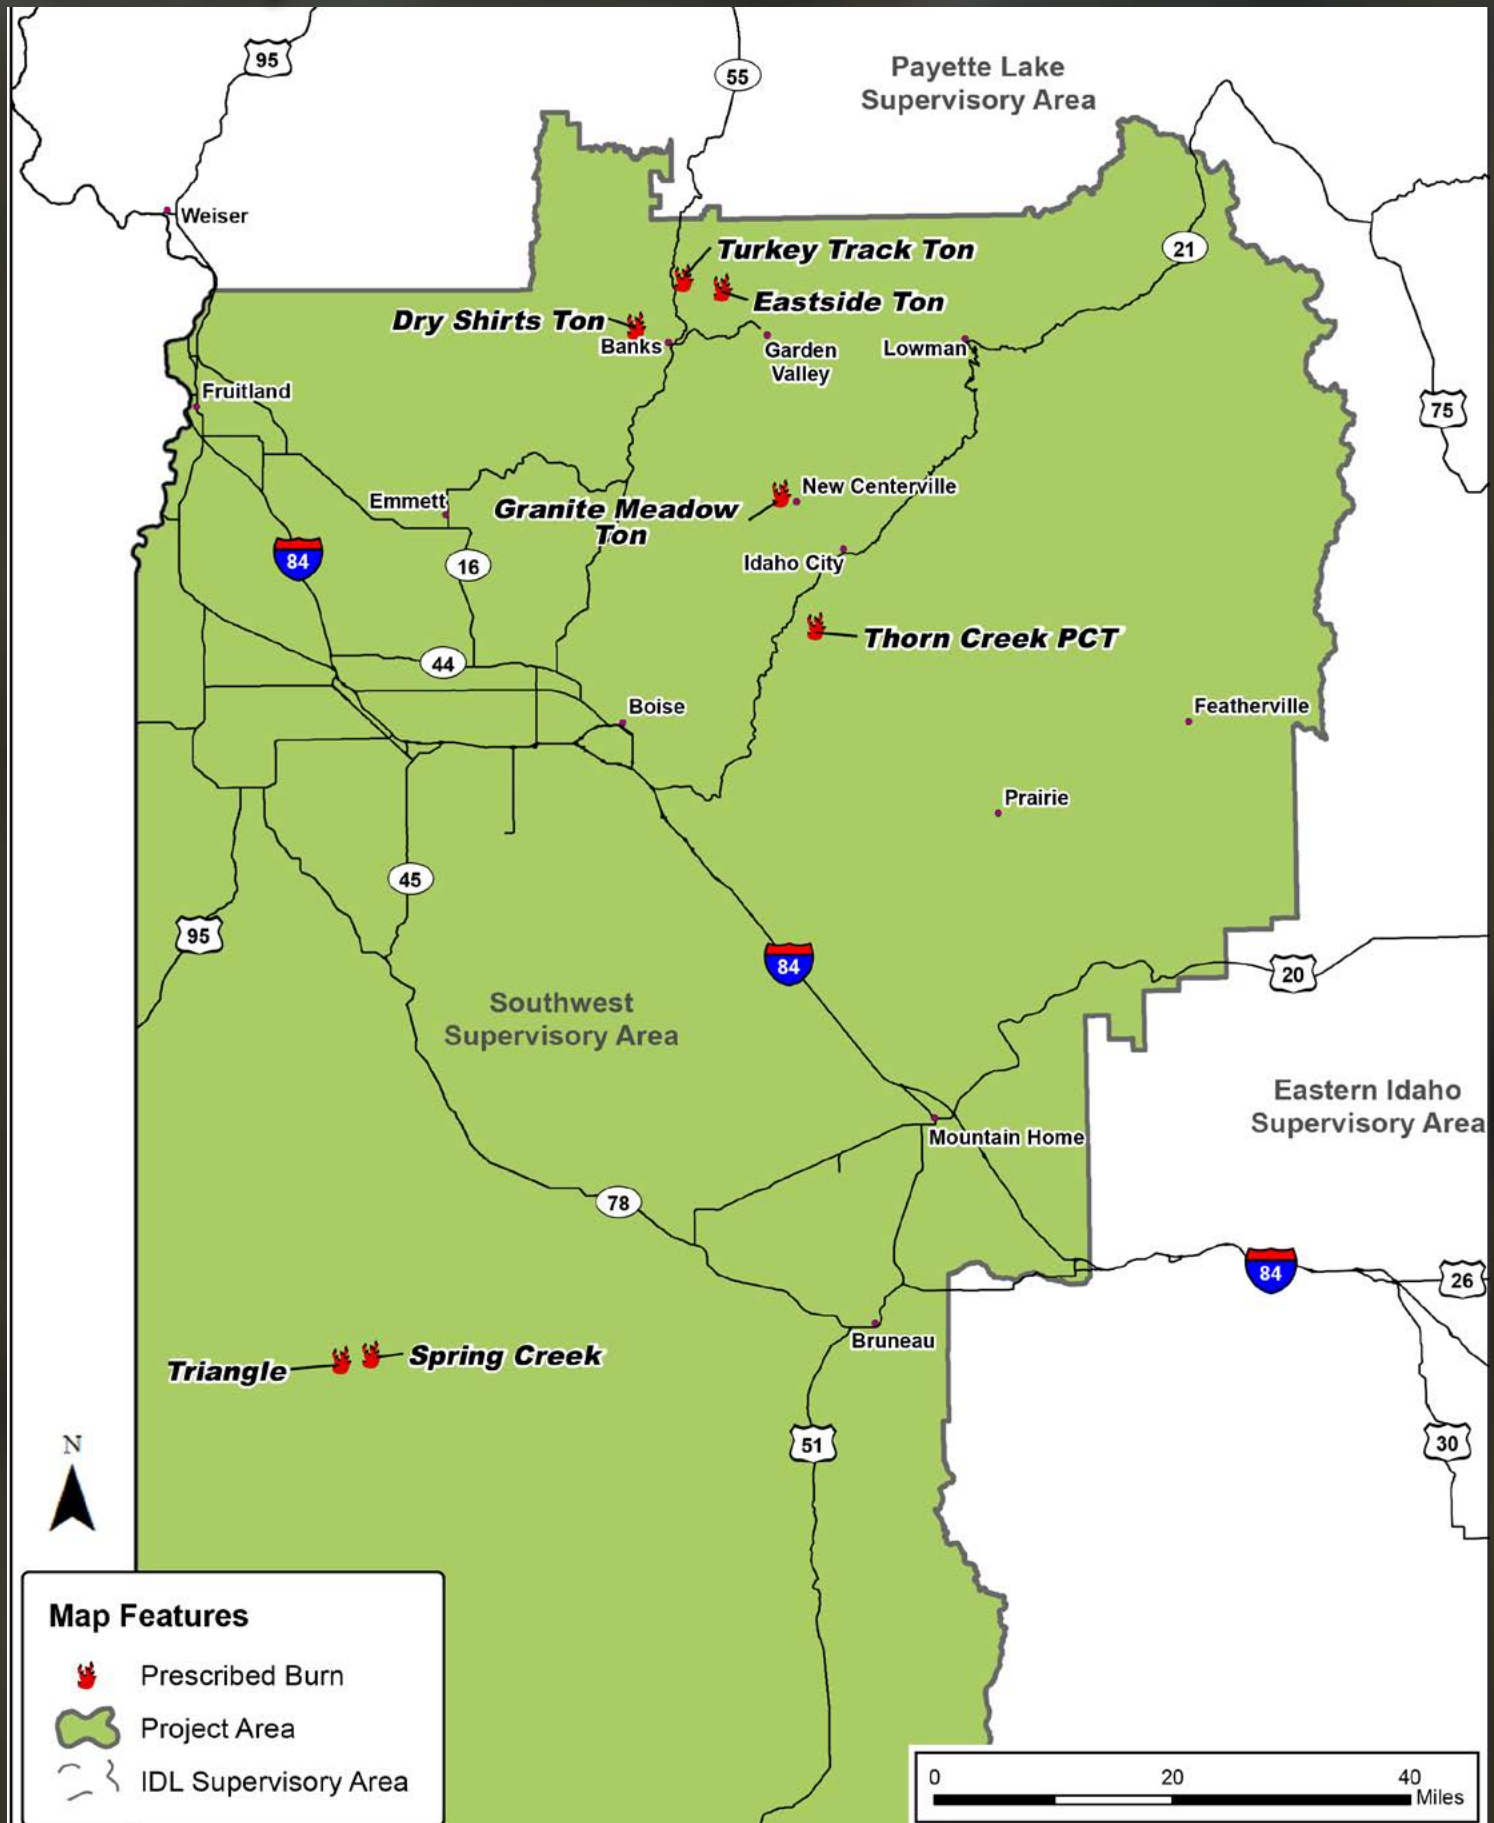 95
55
Payette Lake
Supervisory Area
Weiser
21
Turkey Track Ton
Eastside Ton
Dry Shirts Ton
Banks
Garden
Valley
Lowman
Fruitland
75
Emmett
New Centerville
Granite Meadow
Ton
84
16
Idaho City
Thorn Creek PCT
44
Boise
Featherville
Prairie
45
95
84
20
Southwest
Supervisory Area
Eastern Idaho
Supervisory Area
Mountain Home
78
84
26
Bruneau
Triangle
Spring Creek
51
30
N
Map Features
Prescribed Burn
Project Area
IDL Supervisory Area
0 20 40
Miles